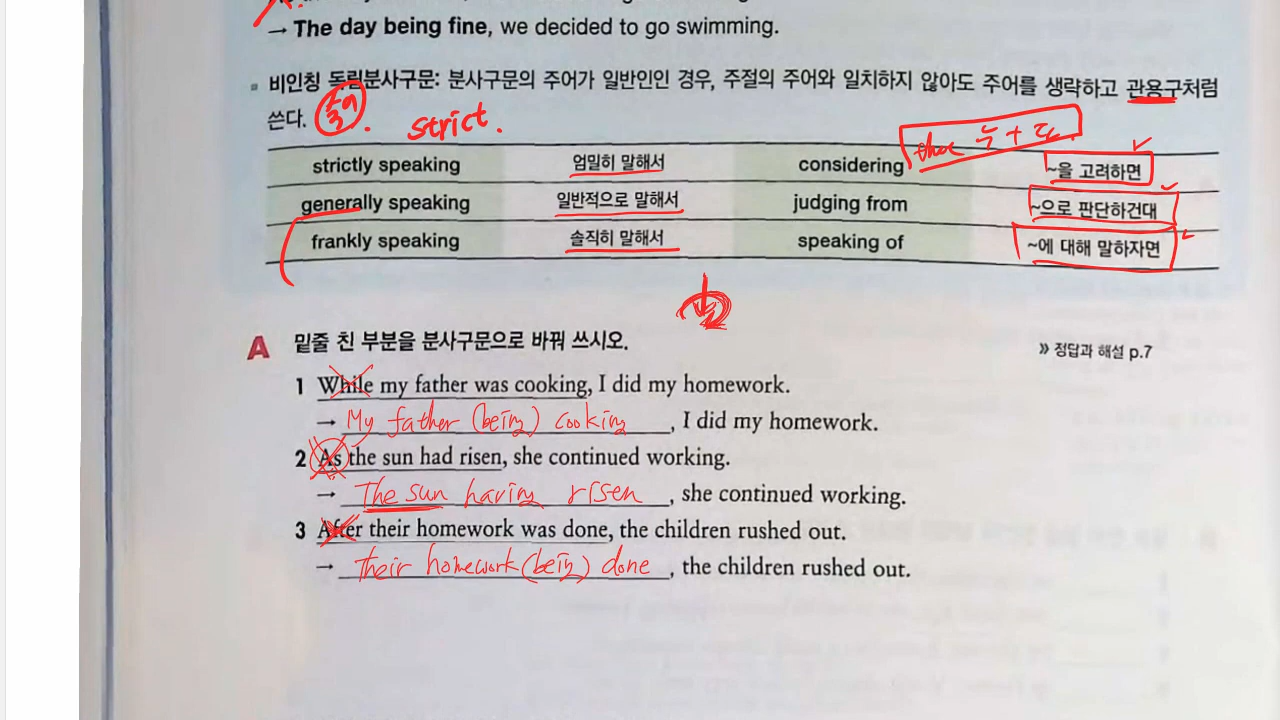 → The day being fine, we decided to go swimming.
▪ 비인칭 독립분사구문: 분사구문의 주어가 일반인인 경우, 주절의 주어와 일치하지 않아도 주어를 생략하고 관용구처럼
쓴다.
strict.
strictly speaking 엄밀히 말해서 considering ~을 고려하면
generally speaking 일반적으로 말해서 judging from ~으로 판단하건대
frankly speaking 솔직히 말해서 speaking of ~에 대해 말하자면
A 밑줄 친 부분을 분사구문으로 바꿔 쓰시오.
» 정답과 해설 p.7
1 While my father was cooking, I did my homework.
→ My father (being) cooking, I did my homework.
2 As the sun had risen, she continued working.
→ The sun having risen, she continued working.
3 After their homework was done, the children rushed out.
→ their homework (being) done, the children rushed out.